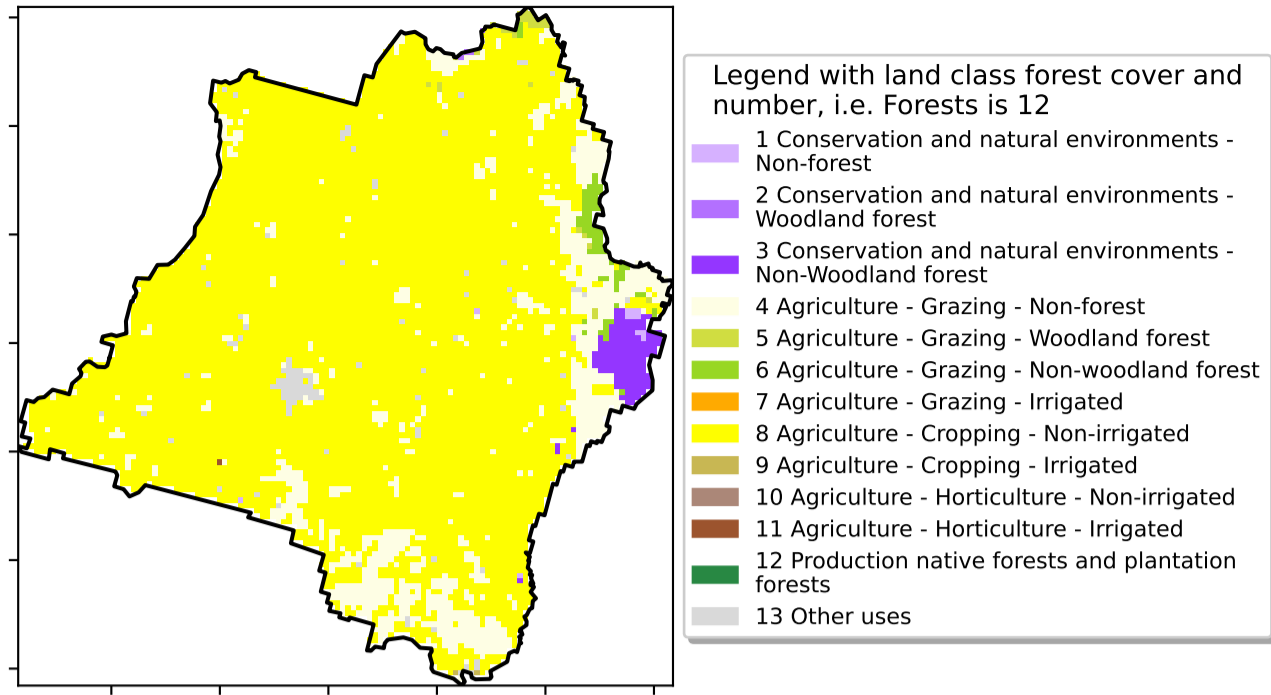 Legend with land class forest cover and
number, i.e. Forests is 12
1 Conservation and natural environments -
Non-forest
2 Conservation and natural environments -
Woodland forest
3 Conservation and natural environments -
Non-Woodland forest
4 Agriculture - Grazing - Non-forest
5 Agriculture - Grazing - Woodland forest
6 Agriculture - Grazing - Non-woodland forest
7 Agriculture - Grazing - Irrigated
8 Agriculture - Cropping - Non-irrigated
9 Agriculture - Cropping - Irrigated
10 Agriculture - Horticulture - Non-irrigated
11 Agriculture - Horticulture - Irrigated
12 Production native forests and plantation
forests
13 Other uses